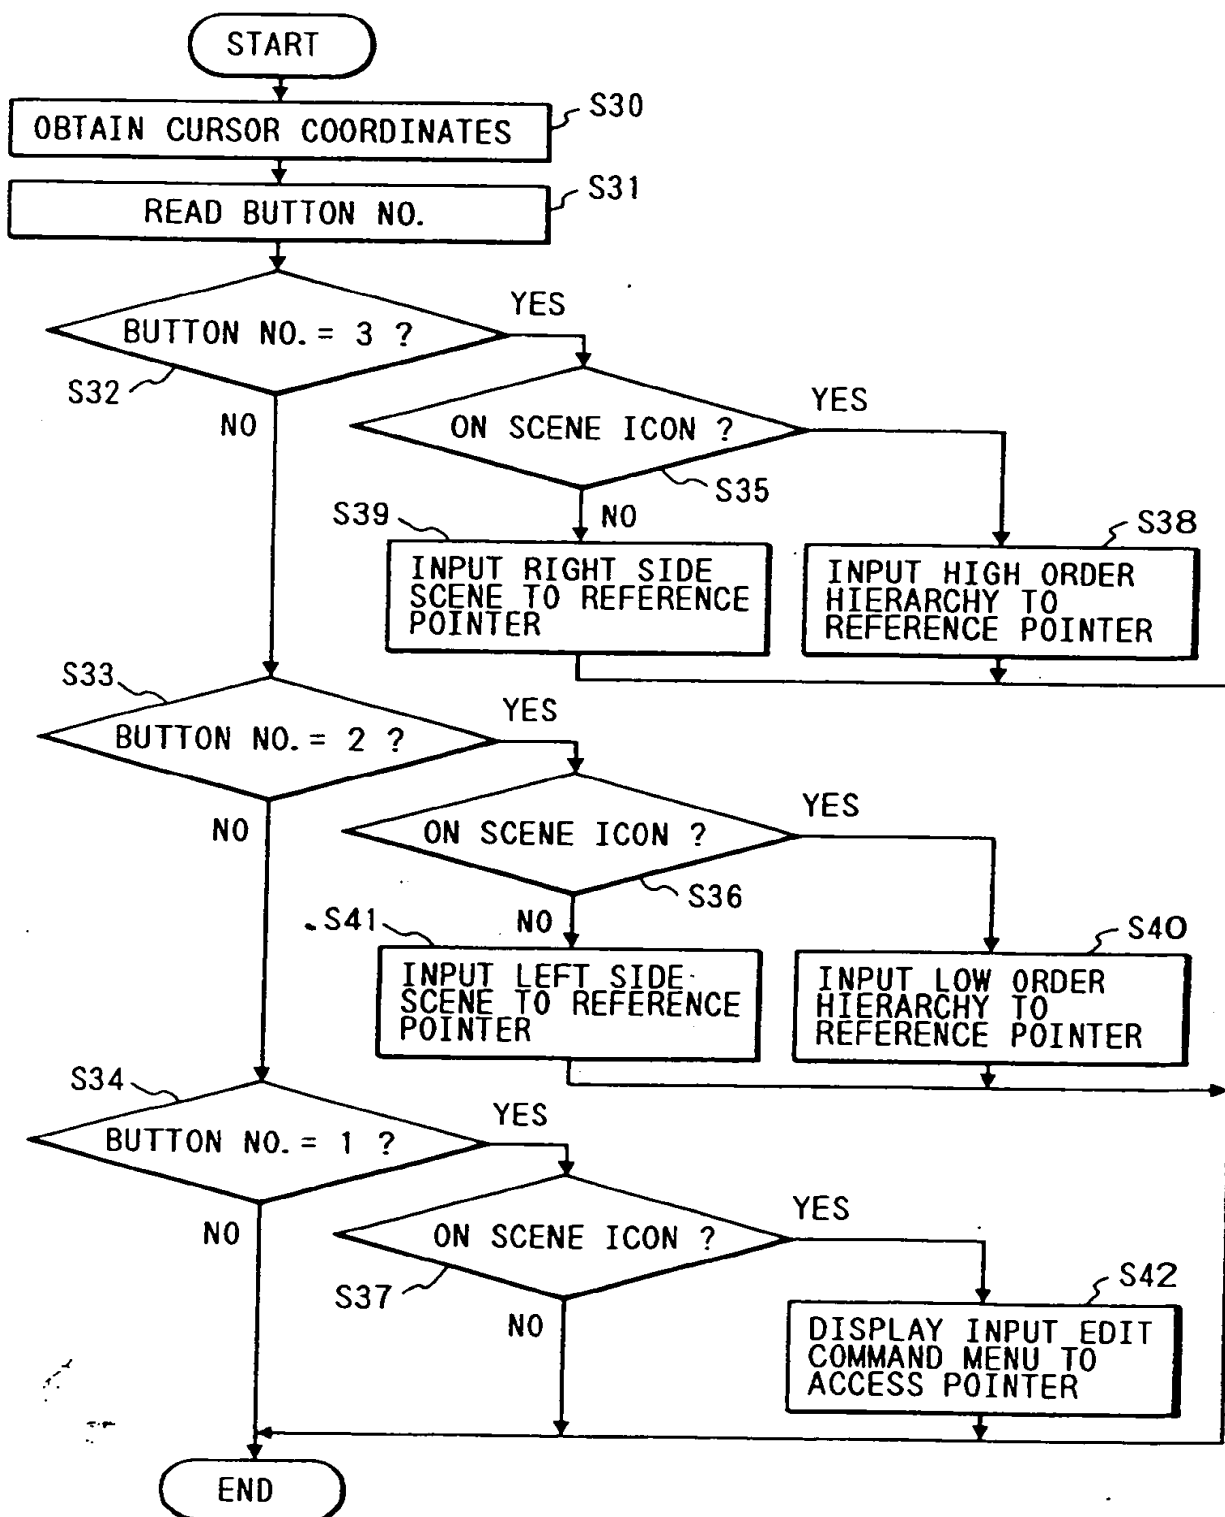 START
S30
OBTAIN CURSOR COORDINATES
S31
READ BUTTON NO.
YES
BUTTON NO. = 3 ?
S32
NO
YES
ON SCENE ICON ?
S35
S39
NO
S38
INPUT RIGHT SIDE
SCENE TO REFERENCE
POINTER
INPUT HIGH ORDER
HIERARCHY TO
REFERENCE POINTER
S33
YES
BUTTON NO. = 2 ?
NO
YES
ON SCENE ICON ?
S36
S41
NO
S40
INPUT LEFT SIDE
SCENE TO REFERENCE
POINTER
INPUT LOW ORDER
HIERARCHY TO
REFERENCE POINTER
S34
YES
BUTTON NO. = 1 ?
NO
YES
ON SCENE ICON ?
S37
NO
S42
DISPLAY INPUT EDIT
COMMAND MENU TO
ACCESS POINTER
END